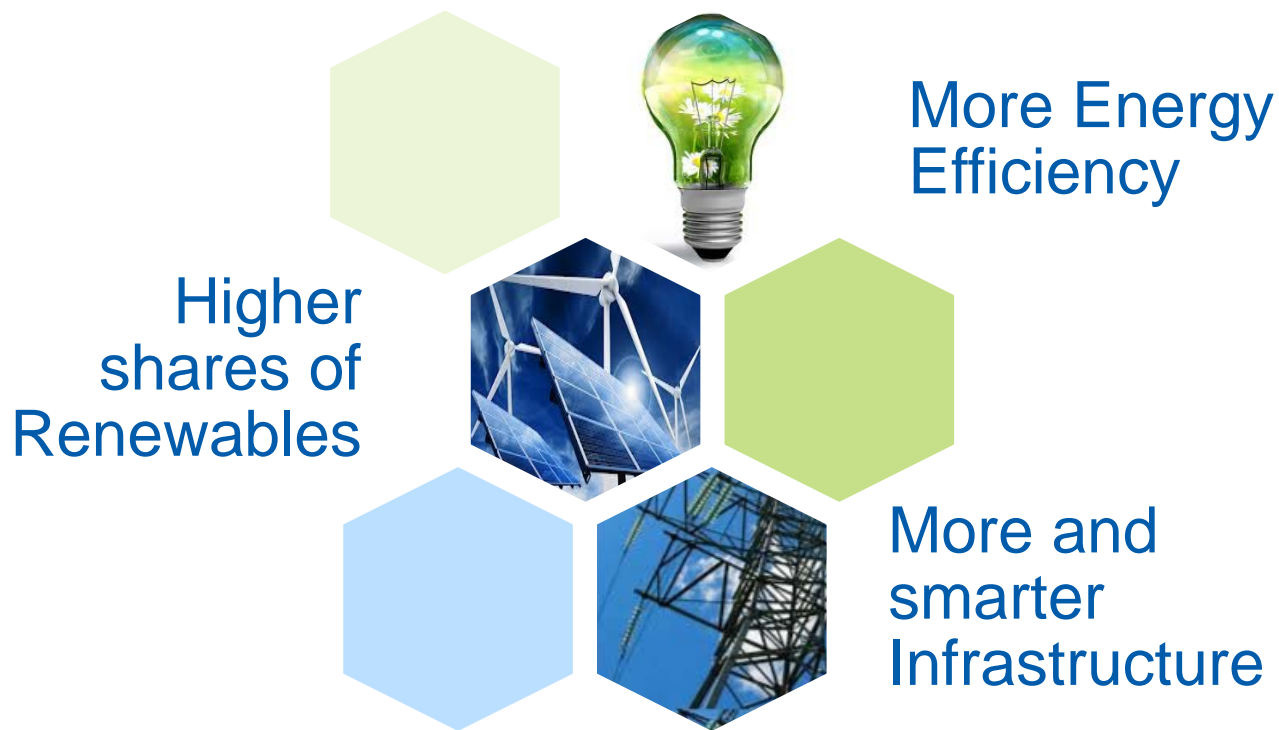 More Energy
Efficiency
Higher
shares of
Renewables
More and
smarter
Infrastructure